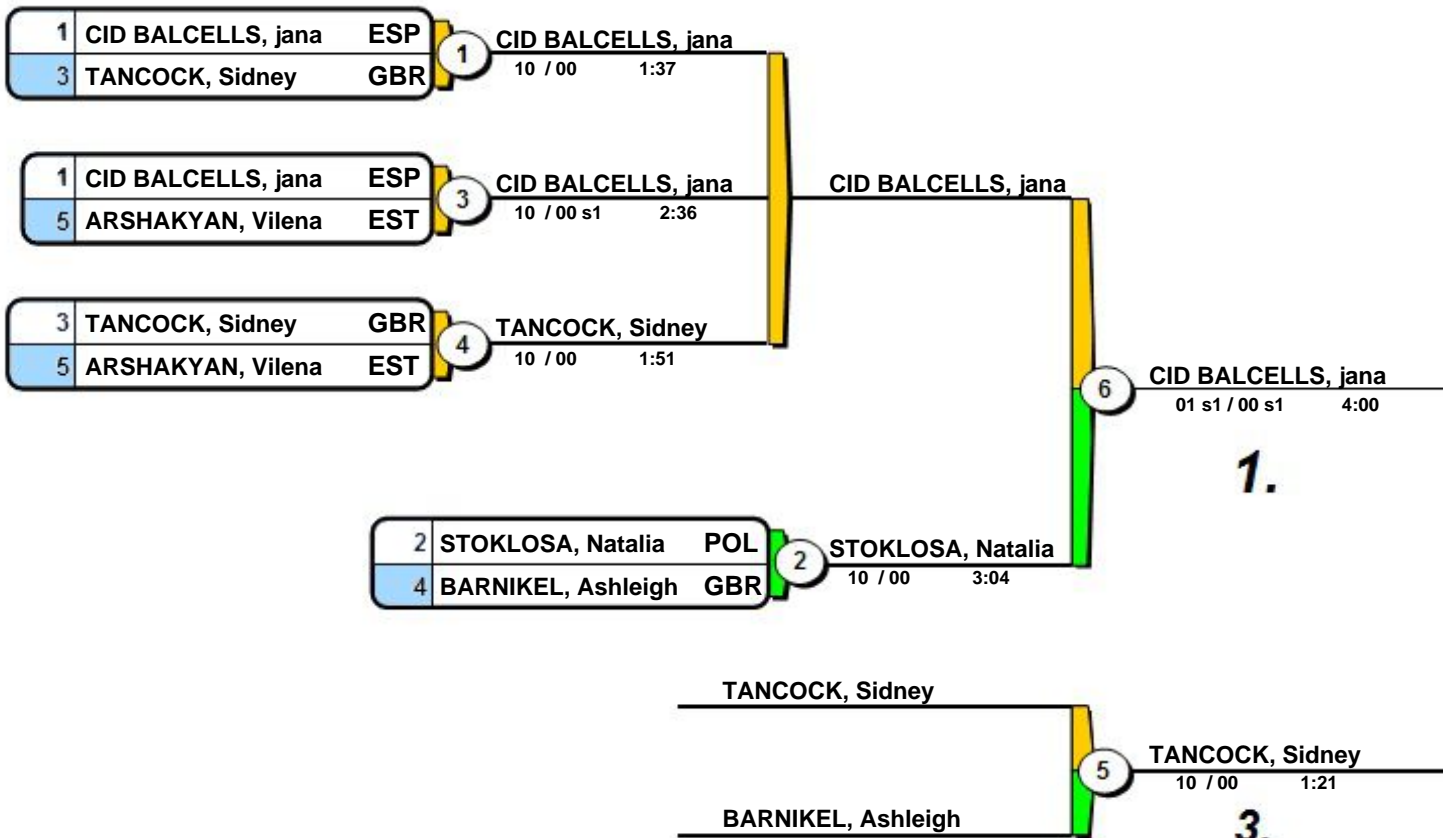 1 CID BALCELLS, jana ESP
3 TANCOCK, Sidney GBR
1
CID BALCELLS, jana
10 / 00 1:37
1 CID BALCELLS, jana ESP
5 ARSHAKYAN, Vilena EST
3
CID BALCELLS, jana
10 / 00 s1 2:36
CID BALCELLS, jana
3 TANCOCK, Sidney GBR
5 ARSHAKYAN, Vilena EST
4
TANCOCK, Sidney
10 / 00 1:51
6
CID BALCELLS, jana
01 s1 / 00 s1 4:00
1.
2 STOKLOSA, Natalia POL
4 BARNIKEL, Ashleigh GBR
2
STOKLOSA, Natalia
10 / 00 3:04
TANCOCK, Sidney
5
TANCOCK, Sidney
10 / 00 1:21
BARNIKEL, Ashleigh
3.